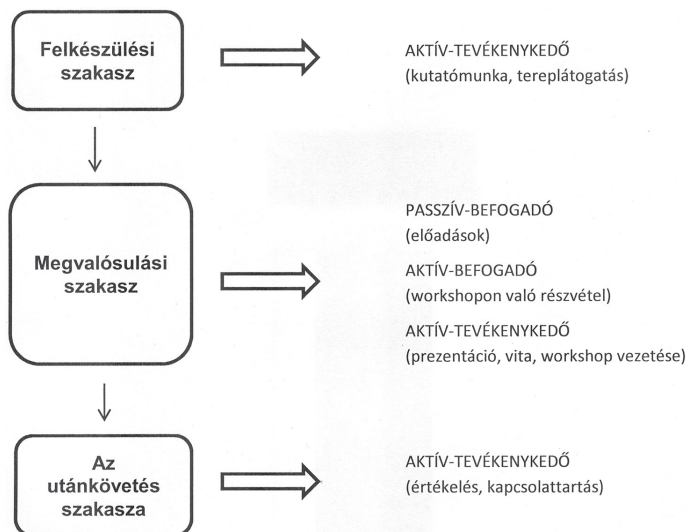 Felkészülési
szakasz
AKTÍV-TEVÉKENYKEDŐ
(kutatómunka, tereplátogatás)
Megvalósulási
szakasz
PASSZÍV-BEFOGADÓ
(előadások)
AKTÍV-BEFOGADÓ
(workshopon való részvétel)
AKTÍV-TEVÉKENYKEDŐ
(prezentáció, vita, workshop vezetése)
Az
utánkövetés
szakasza
AKTÍV-TEVÉKENYKEDŐ
(értékelés, kapcsolattartás)